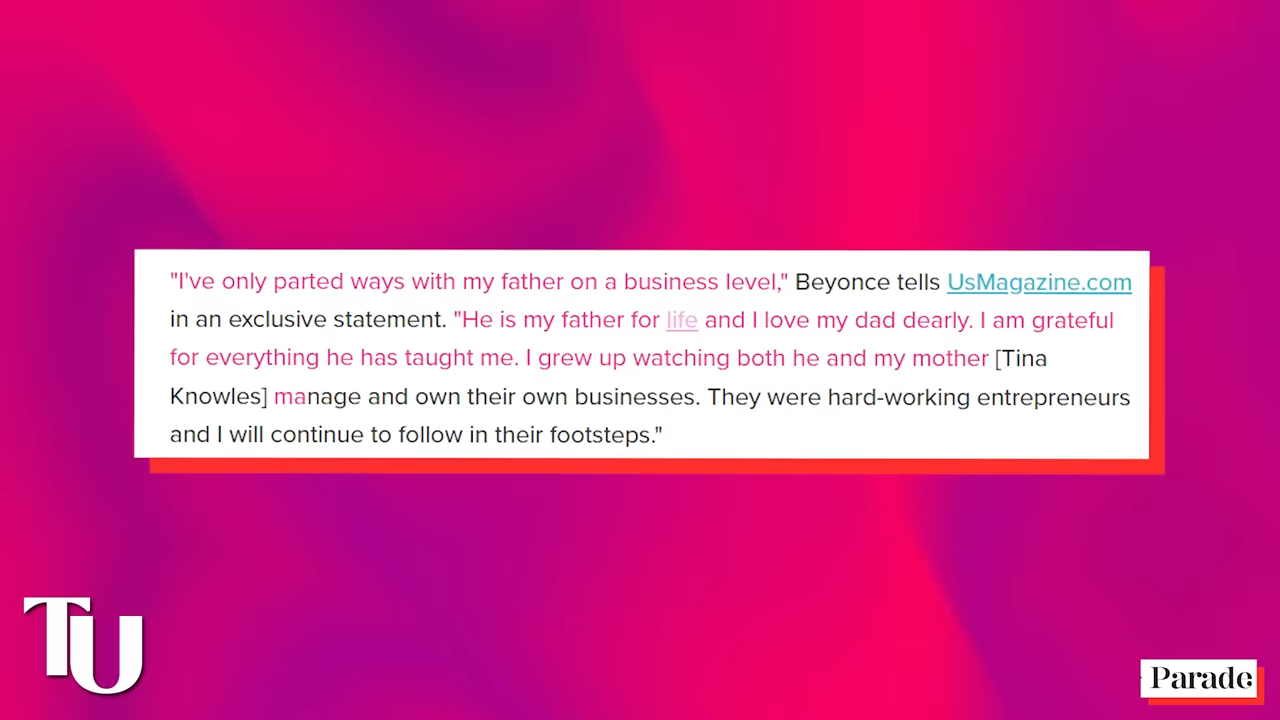 "I've only parted ways with my father on a business level," Beyonce tells UsMagazine.com
in an exclusive statement. "He is my father for life and I love my dad dearly. I am grateful
for everything he has taught me. I grew up watching both he and my mother [Tina
Knowles] manage and own their own businesses. They were hard-working entrepreneurs
and I will continue to follow in their footsteps."
TU
Parade